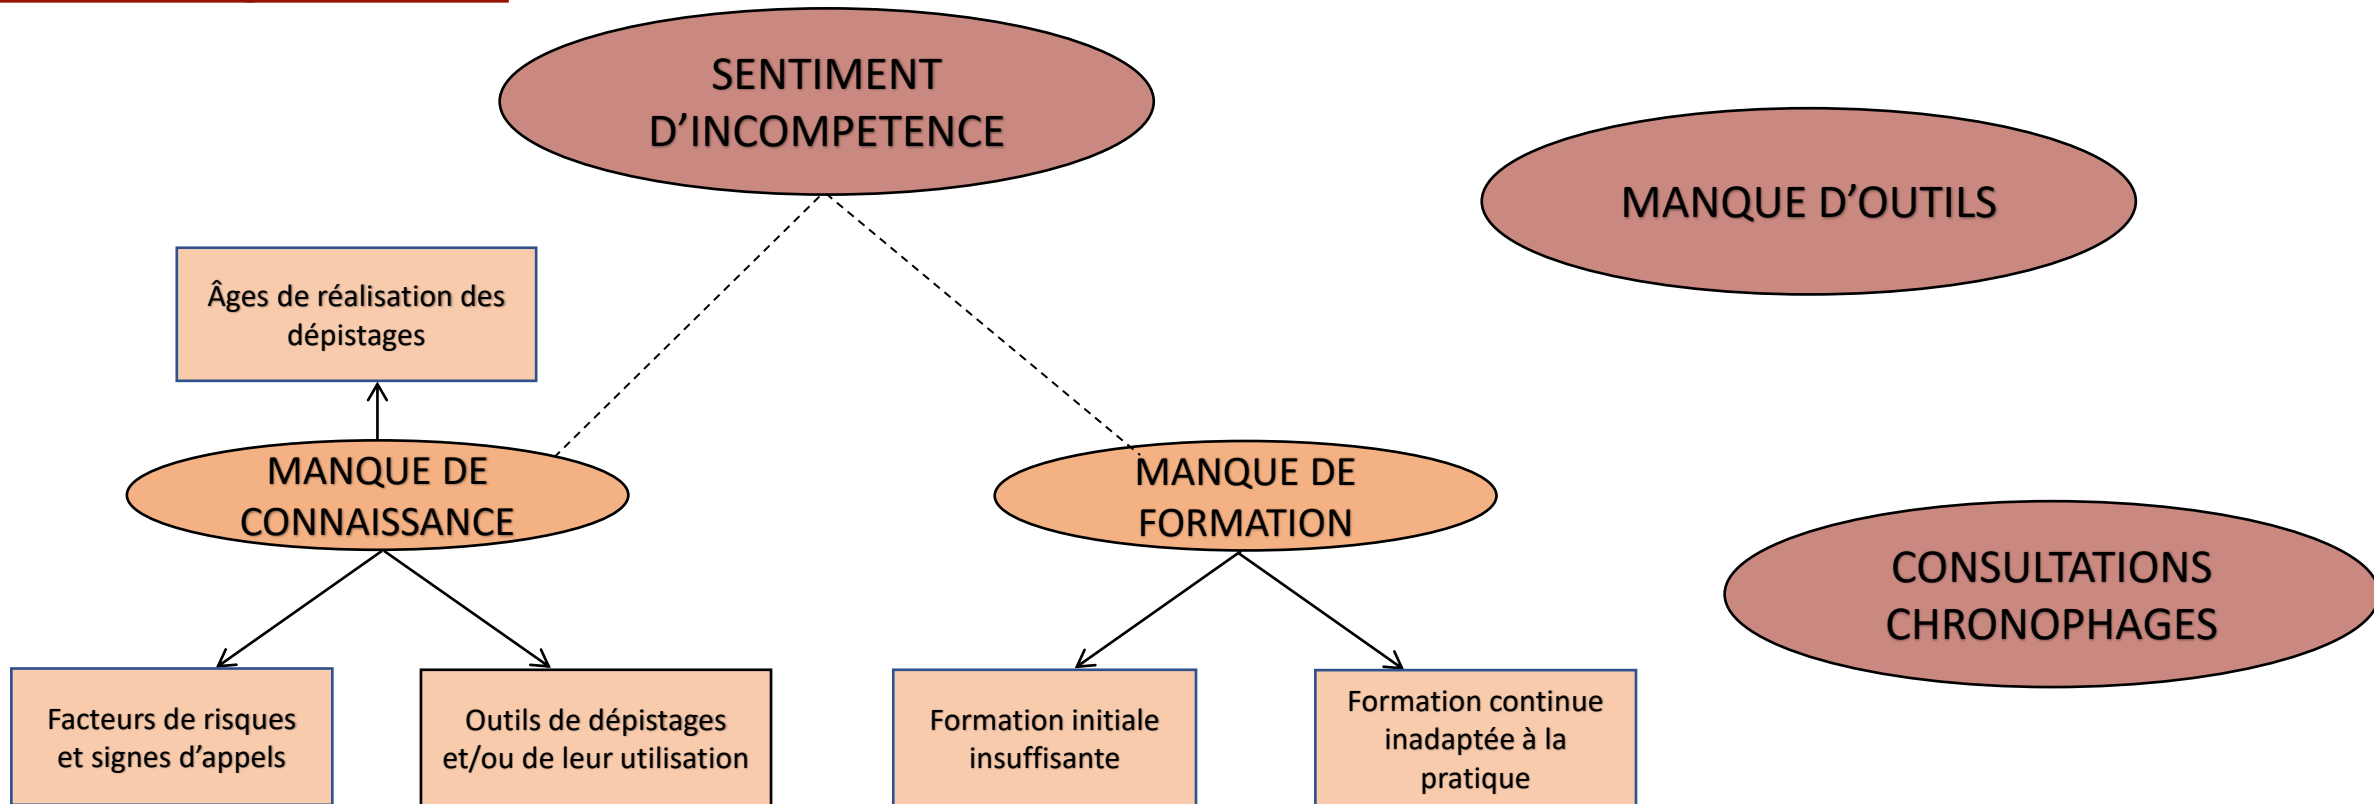 SENTIMENT
D’INCOMPETENCE
MANQUE D’OUTILS
Âges de réalisation des
dépistages
MANQUE DE
CONNAISSANCE
MANQUE DE
FORMATION
CONSULTATIONS
CHRONOPHAGES
Facteurs de risques
et signes d’appels
Outils de dépistages
et/ou de leur utilisation
Formation initiale
insuffisante
Formation continue
inadaptée à la
pratique